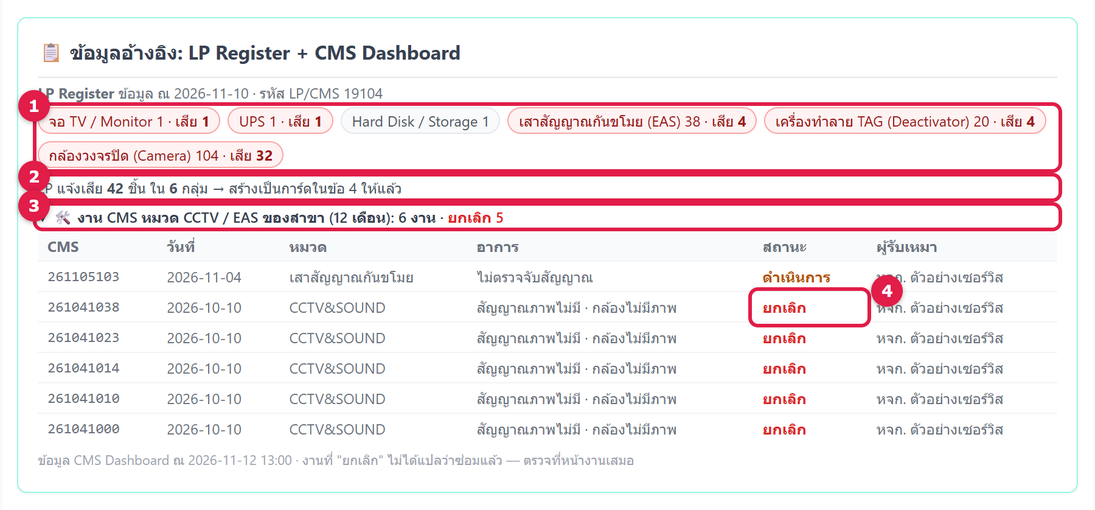 📋 ข้อมูลอ้างอิง: LP Register + CMS Dashboard
LP Register ข้อมูล ณ 2026-11-10 · รหัส LP/CMS 19104
1
จอ TV / Monitor 1 · เสีย 1 UPS 1 · เสีย 1 Hard Disk / Storage 1 เสาสัญญาณกันขโมย (EAS) 38 · เสีย 4 เครื่องทำลาย TAG (Deactivator) 20 · เสีย 4
กล้องวงจรปิด (Camera) 104 · เสีย 32
2
แจ้งเสีย 42 ชิ้น ใน 6 กลุ่ม → สร้างเป็นการ์ดในข้อ 4 ให้แล้ว
3
🛠 งาน CMS หมวด CCTV / EAS ของสาขา (12 เดือน): 6 งาน · ยกเลิก 5
CMS วันที่ หมวด อาการ สถานะ ผู้รับเหมา
261105103 2026-11-04 เสาสัญญาณกันขโมย ไม่ตรวจจับสัญญาณ ดำเนินการ หจก. ตัวอย่างเซอร์วิส
4
261041038 2026-10-10 CCTV&SOUND สัญญาณภาพไม่มี · กล้องไม่มีภาพ ยกเลิก หจก. ตัวอย่างเซอร์วิส
261041023 2026-10-10 CCTV&SOUND สัญญาณภาพไม่มี · กล้องไม่มีภาพ ยกเลิก หจก. ตัวอย่างเซอร์วิส
261041014 2026-10-10 CCTV&SOUND สัญญาณภาพไม่มี · กล้องไม่มีภาพ ยกเลิก หจก. ตัวอย่างเซอร์วิส
261041010 2026-10-10 CCTV&SOUND สัญญาณภาพไม่มี · กล้องไม่มีภาพ ยกเลิก หจก. ตัวอย่างเซอร์วิส
261041000 2026-10-10 CCTV&SOUND สัญญาณภาพไม่มี · กล้องไม่มีภาพ ยกเลิก หจก. ตัวอย่างเซอร์วิส
ข้อมูล CMS Dashboard ณ 2026-11-12 13:00 · งานที่ "ยกเลิก" ไม่ได้แปลว่าซ่อมแล้ว — ตรวจที่หน้างานเสมอ